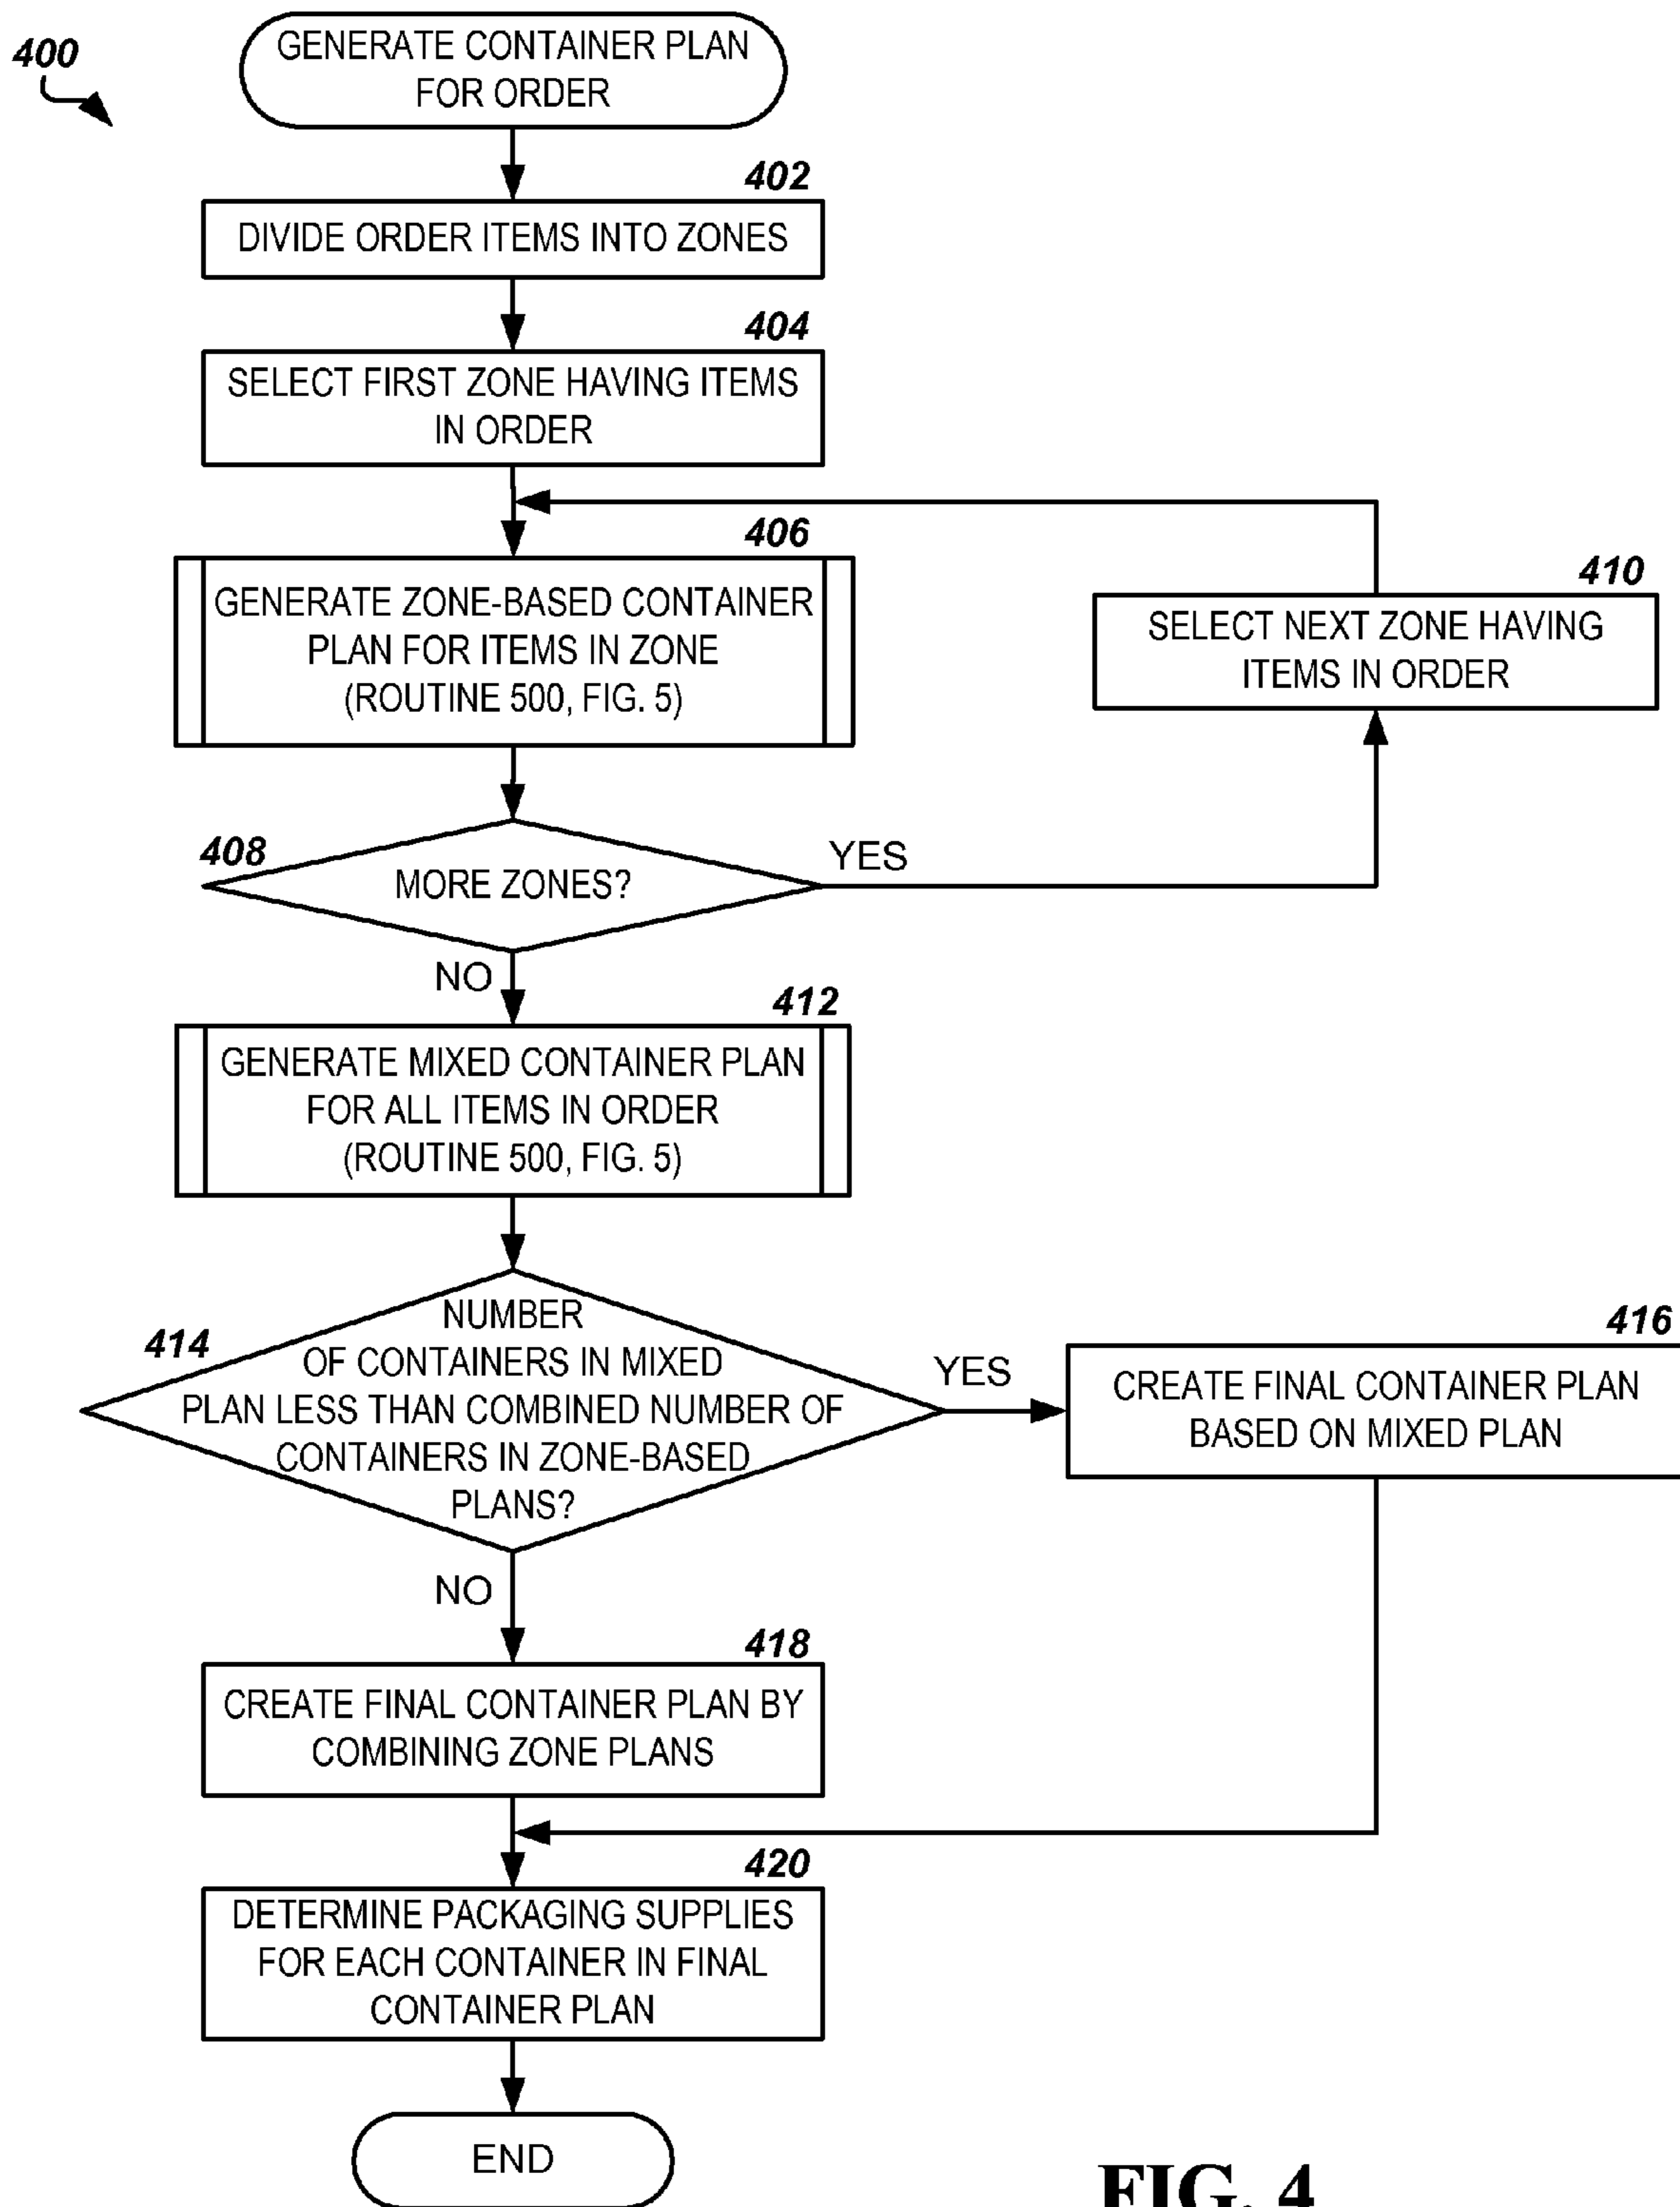 400
GENERATE CONTAINER PLAN
FOR ORDER
402
DIVIDE ORDER ITEMS INTO ZONES
404
SELECT FIRST ZONE HAVING ITEMS
IN ORDER
406
GENERATE ZONE-BASED CONTAINER
PLAN FOR ITEMS IN ZONE
(ROUTINE 500, FIG. 5)
410
SELECT NEXT ZONE HAVING
ITEMS IN ORDER
408
MORE ZONES?
YES
NO
412
GENERATE MIXED CONTAINER PLAN
FOR ALL ITEMS IN ORDER
(ROUTINE 500, FIG. 5)
414
NUMBER
OF CONTAINERS IN MIXED
PLAN LESS THAN COMBINED NUMBER OF
CONTAINERS IN ZONE-BASED
PLANS?
YES
416
CREATE FINAL CONTAINER PLAN
BASED ON MIXED PLAN
NO
418
CREATE FINAL CONTAINER PLAN BY
COMBINING ZONE PLANS
420
DETERMINE PACKAGING SUPPLIES
FOR EACH CONTAINER IN FINAL
CONTAINER PLAN
END
FIG. 4